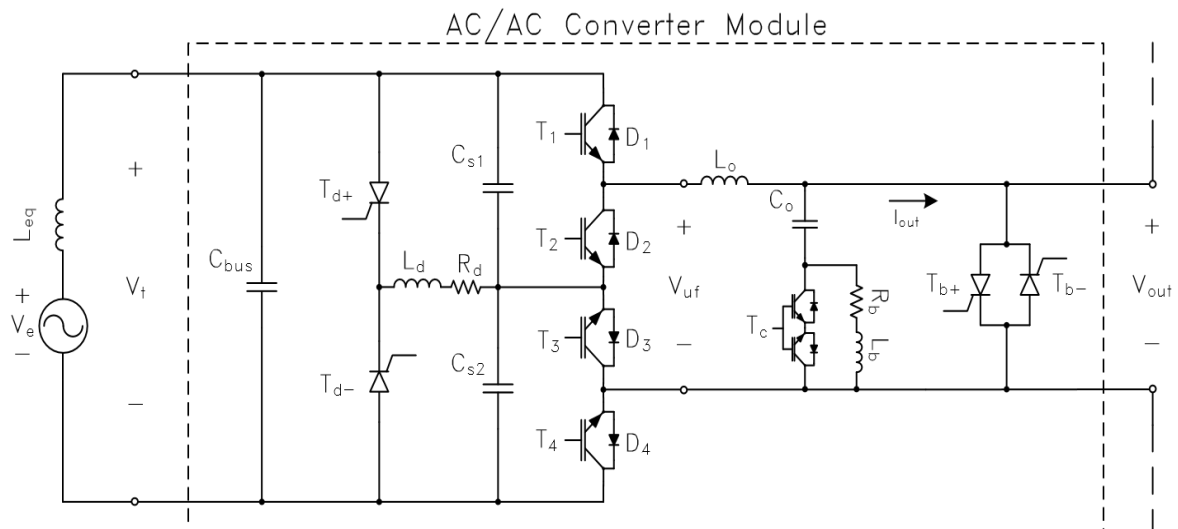 AC/AC Converter Module
T1
D1
Lo
Cs1
Td+
Co
Iout
+
Leq
T2
D2
+
+
Ld
Rd
Cbus
Vt
Vuf
Rb
Tb+
Tb-
Vout
+
Ve
-
T3
D3
Tc
-
Lb
-
Td-
Cs2
-
T4
D4